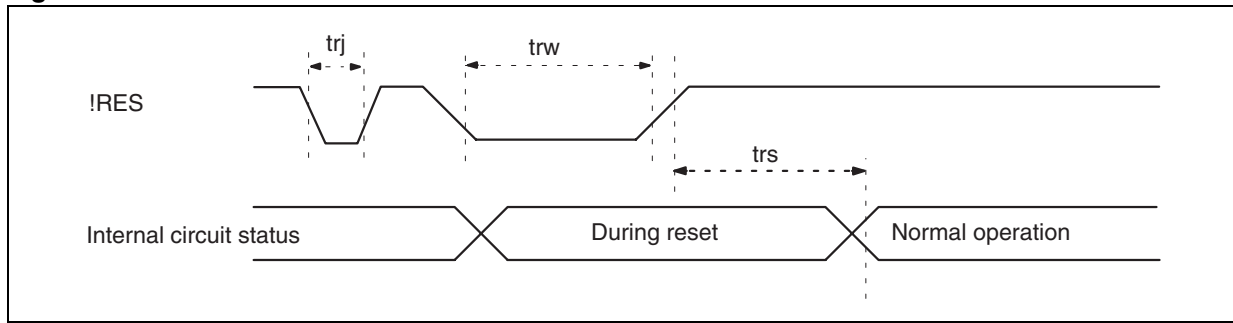 trj
trw
!RES
trs
Internal circuit status
During reset
Normal operation